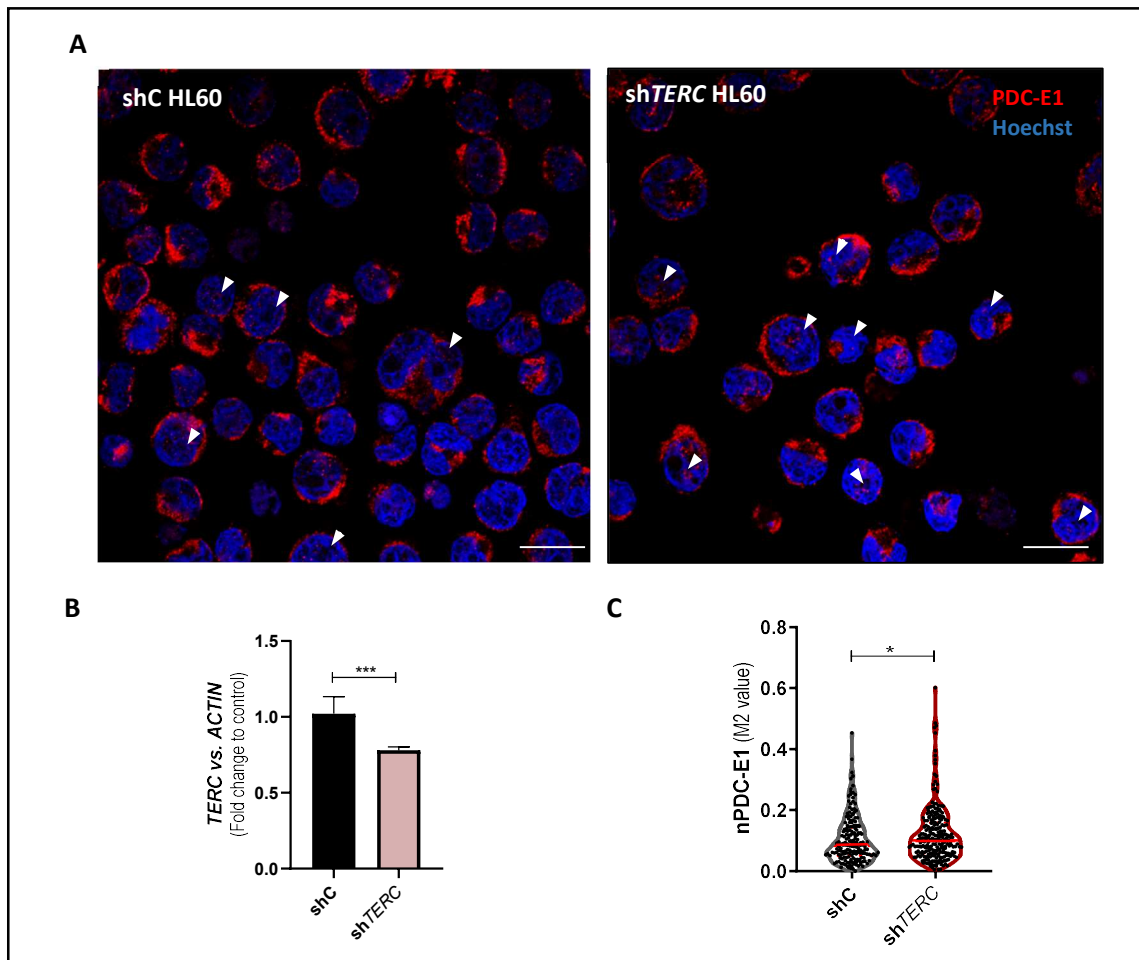 A
shC HL60
shTERC HL60
PDC-E1
Hoechst
B
TERC vs. ACTIN
(Fold change to control)
1.5
1.0
0.5
0.0
***
shC
shTERC
C
nPDC-E1 (M2 value)
0.8
0.6
0.4
0.2
0.0
*
shC
shTERC